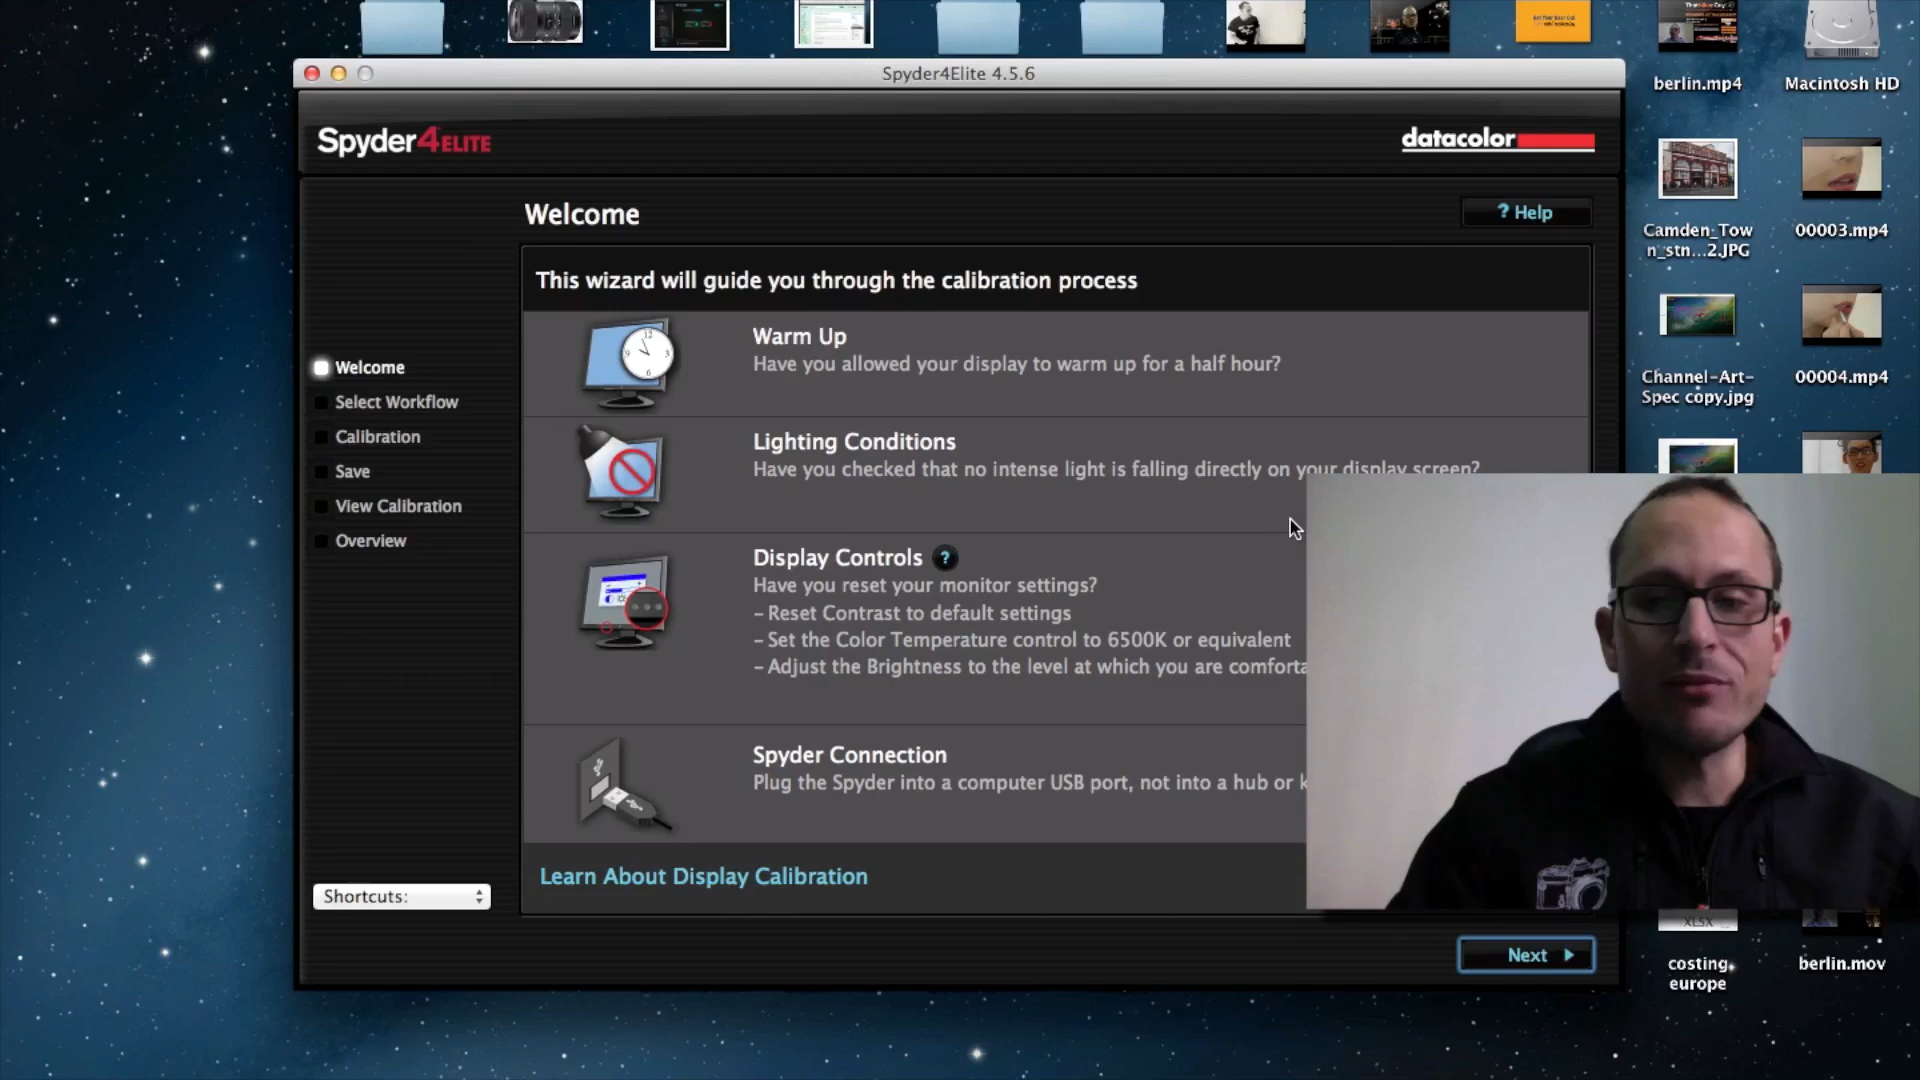 Spyder4Elite 4.5.6
Spyder4ELITE
datacolor
Welcome
? Help
This wizard will guide you through the calibration process
Warm Up
Have you allowed your display to warm up for a half hour?
Lighting Conditions
Have you checked that no intense light is falling directly on your display screen?
Display Controls ?
Have you reset your monitor settings?
– Reset Contrast to default settings
– Set the Color Temperature control to 6500K or equivalent
– Adjust the Brightness to the level at which you are
Spyder Connection
Plug the Spyder into a computer USB port, not into a hub or
Learn About Display Calibration
Welcome
Select Workflow
Calibration
Save
View Calibration
Overview
Shortcuts:
Next
berlin.mp4
Macintosh HD
Camden_Tow
n_stn...2.JPG
00003.mp4
Channel-Art-
Spec copy.jpg
00004.mp4
XLSX
costing
europe
berlin.mov